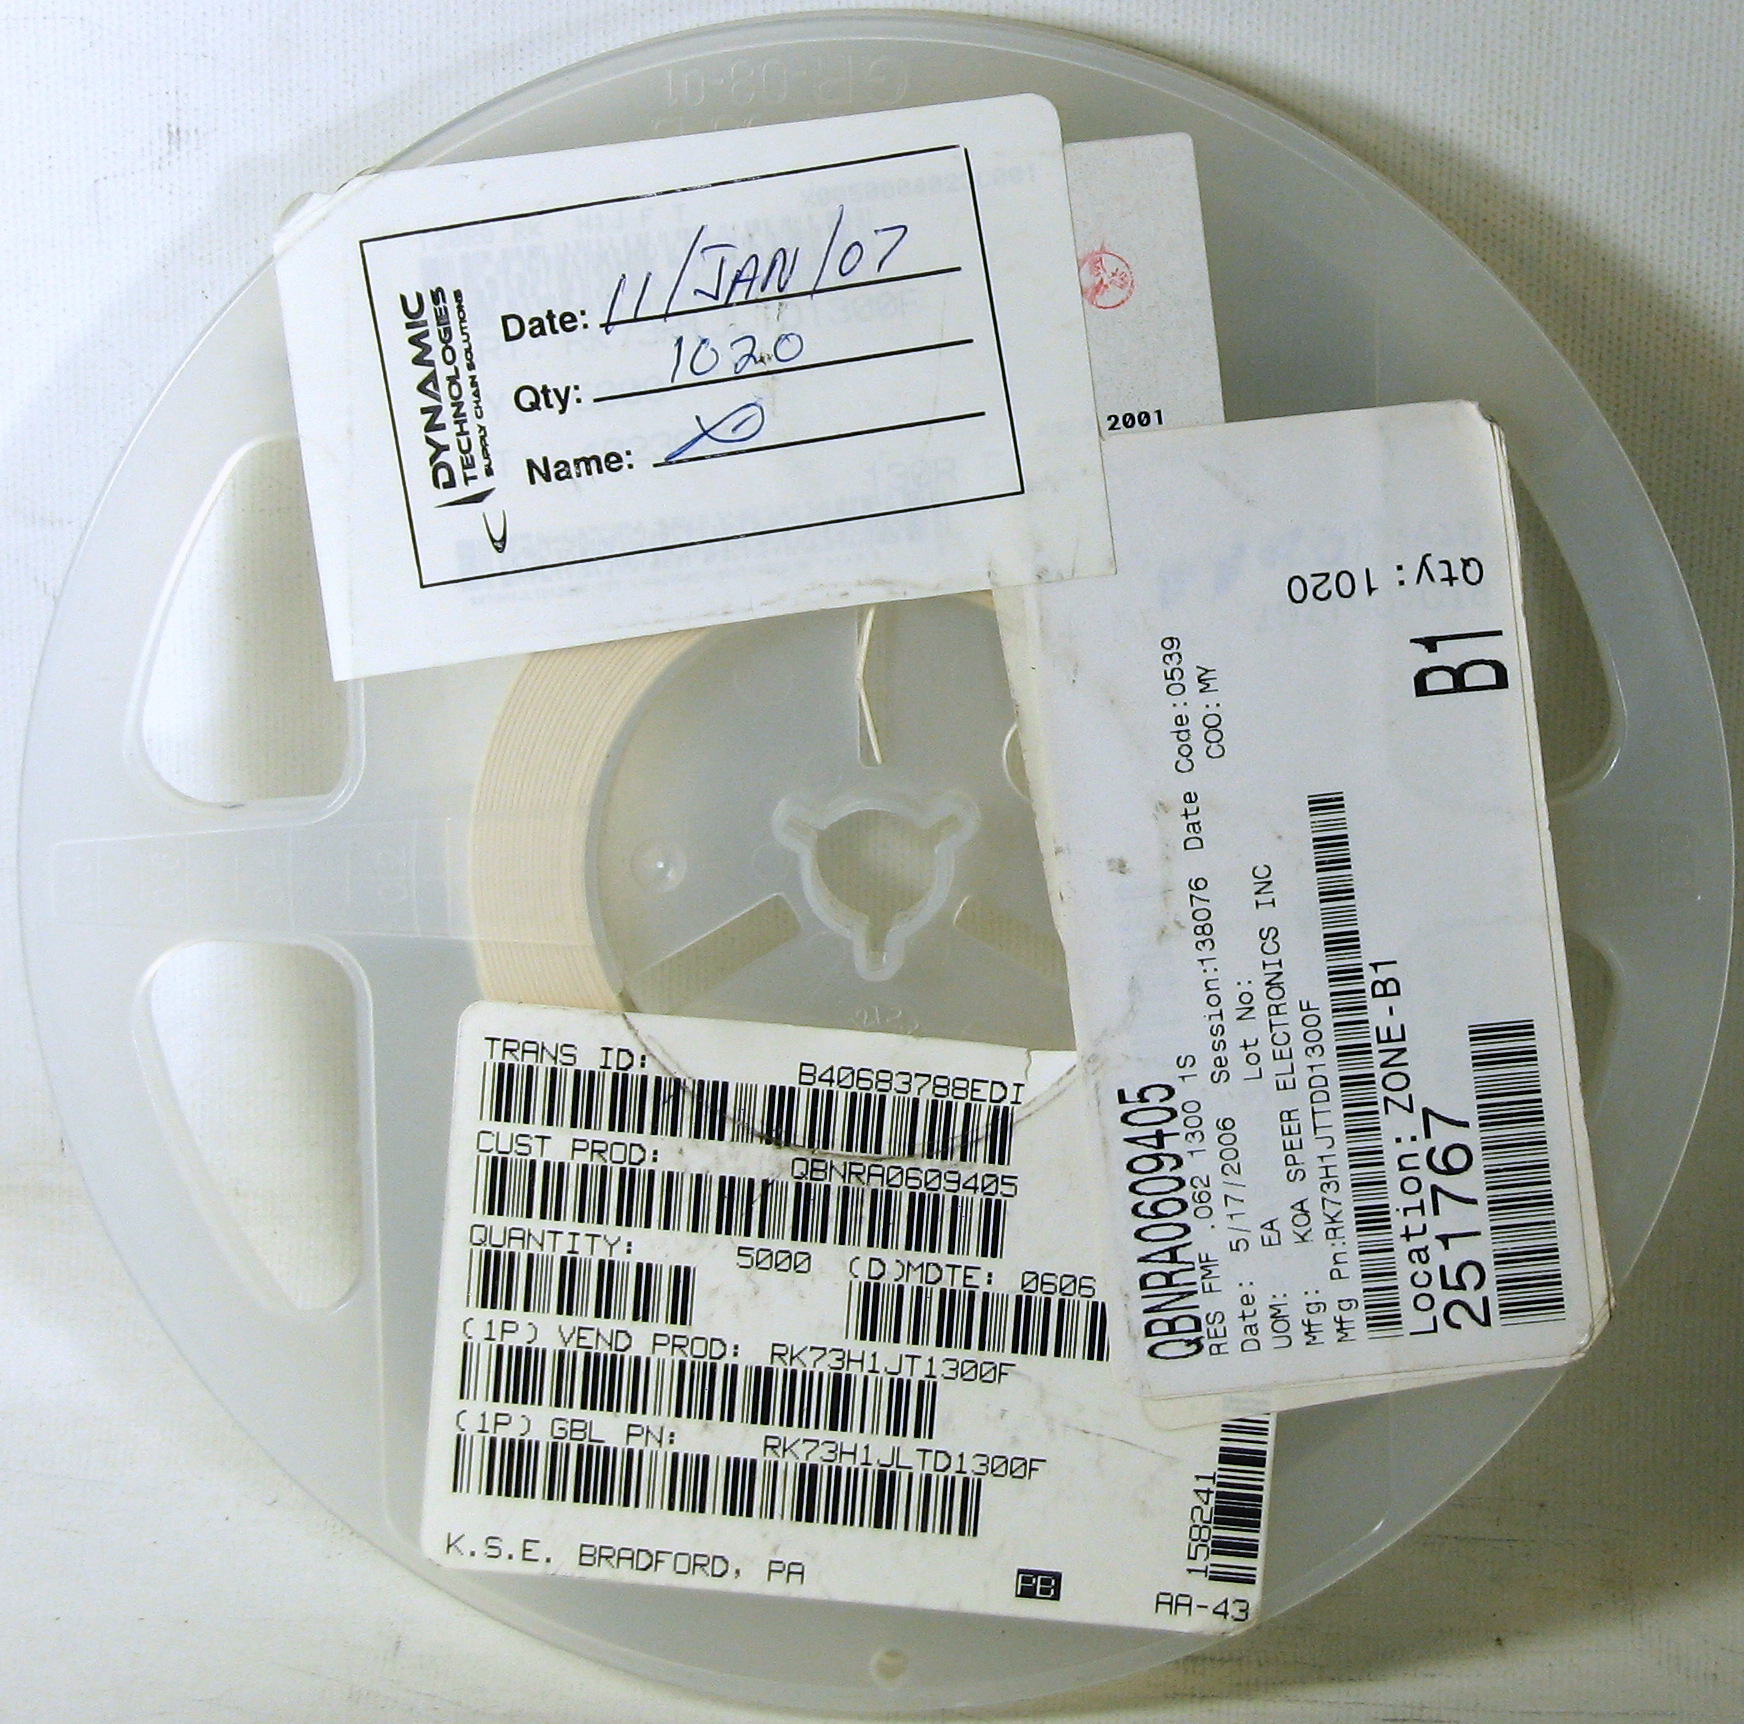 DYNAMIC
TECHNOLOGIES
SUPPLY CHAIN SOLUTIONS
Date: 11/JAN/07
Qty: 1020
Name:
2001
Qty: 1020
B1
QBNRA0609405
RES FMF .062 1300 1S
Date: 5/17/2006 Session:138076 Date Code:0539
UOM: EA Lot No: COO: MY
Mfg: KOA SPEER ELECTRONICS INC
Mfg Pn:RK73H1JTTDD1300F
Location: ZONE-B1
251767
TRANS ID: B40683788EDI
CUST PROD: QBNRA0609405
QUANTITY: 5000 (D)MDTE: 0606
(1P) VEND PROD: RK73H1JT1300F
(1P) GBL PN: RK73H1JLTD1300F
K.S.E. BRADFORD, PA
PB
158241
AA-43